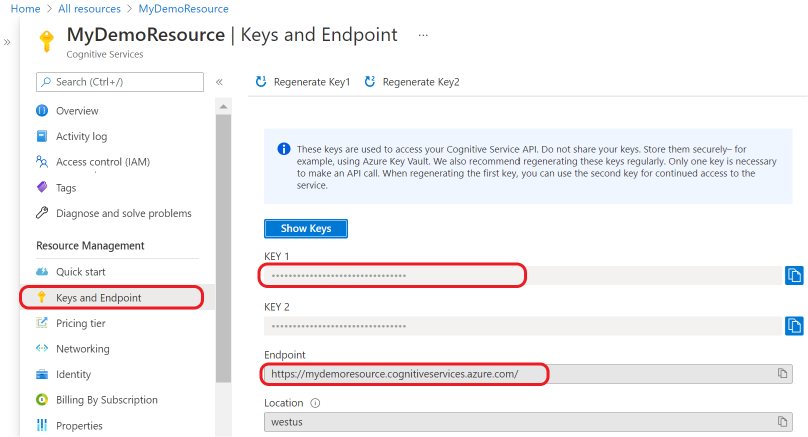 Home > All resources > MyDemoResource
»
MyDemoResource | Keys and Endpoint ...
Cognitive Services
Search (Ctrl+/)
«
Overview
Activity log
Access control (IAM)
Tags
Diagnose and solve problems
Resource Management
Quick start
Keys and Endpoint
Pricing tier
Networking
Identity
Billing By Subscription
Properties
Regenerate Key1 Regenerate Key2
These keys are used to access your Cognitive Service API. Do not share your keys. Store them securely– for
example, using Azure Key Vault. We also recommend regenerating these keys regularly. Only one key is necessary
to make an API call. When regenerating the first key, you can use the second key for continued access to the
service.
Show Keys
KEY 1
••••••••••••••••••••••••••••••••
KEY 2
••••••••••••••••••••••••••••••••
Endpoint
https://mydemoresource.cognitiveservices.azure.com/
Location
westus